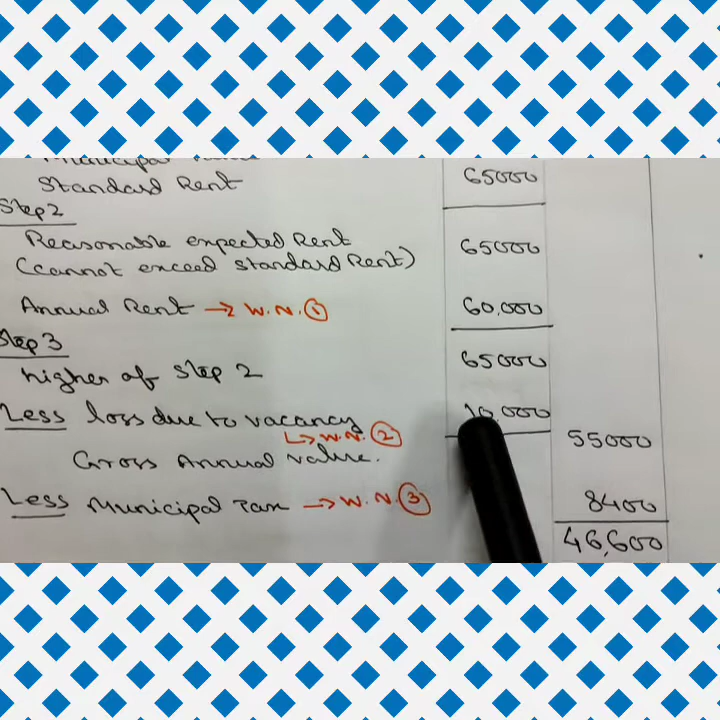 Standard Rent 65000
Step2
Reasonable expected Rent 65000
(cannot exceed standard Rent)
Annual Rent → W.N. ① 60,000
Step 3
higher of Step 2 65000
Less loss due to vacancy 10,000
↳ W.N. ② 55000
Gross Annual value.
Less Municipal Tax → W.N. ③ 8400
46,600